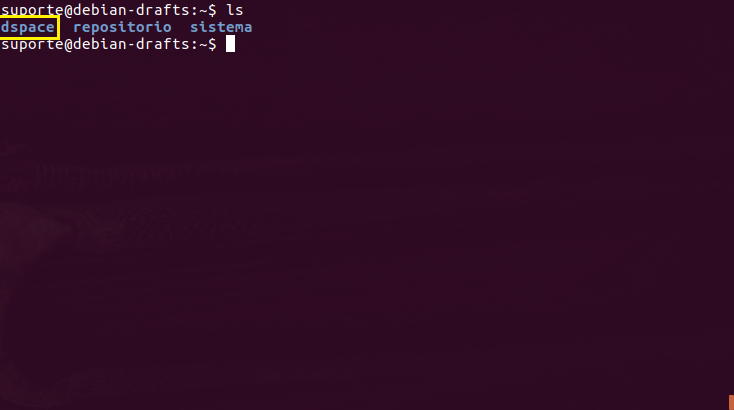 suporte@debian-drafts:~$ ls
dspace  repositorio  sistema
suporte@debian-drafts:~$